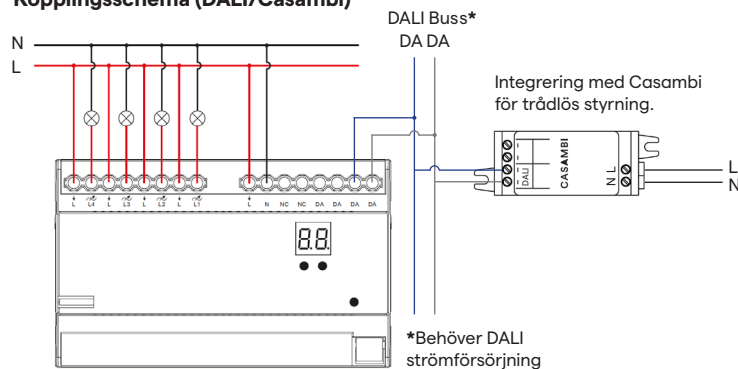 Kopplingsschema (DALI/Casambi)
DALI Buss*
DA DA
N
L
Integrering med Casambi
för trådlös styrning.
DALI
CASAMBI
N L
L
N
L L4 L L3 L L2 L L1 L N NC NC DA DA DA DA
88
*Behöver DALI
strömförsörjning